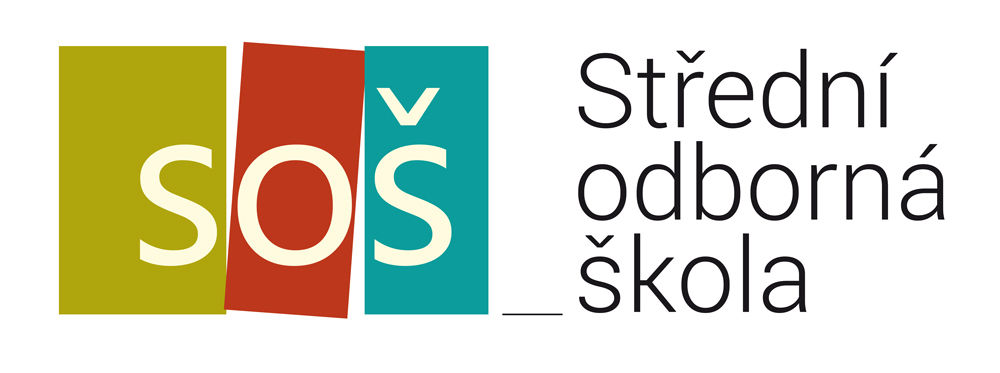 SOŠ
Střední
odborná
škola